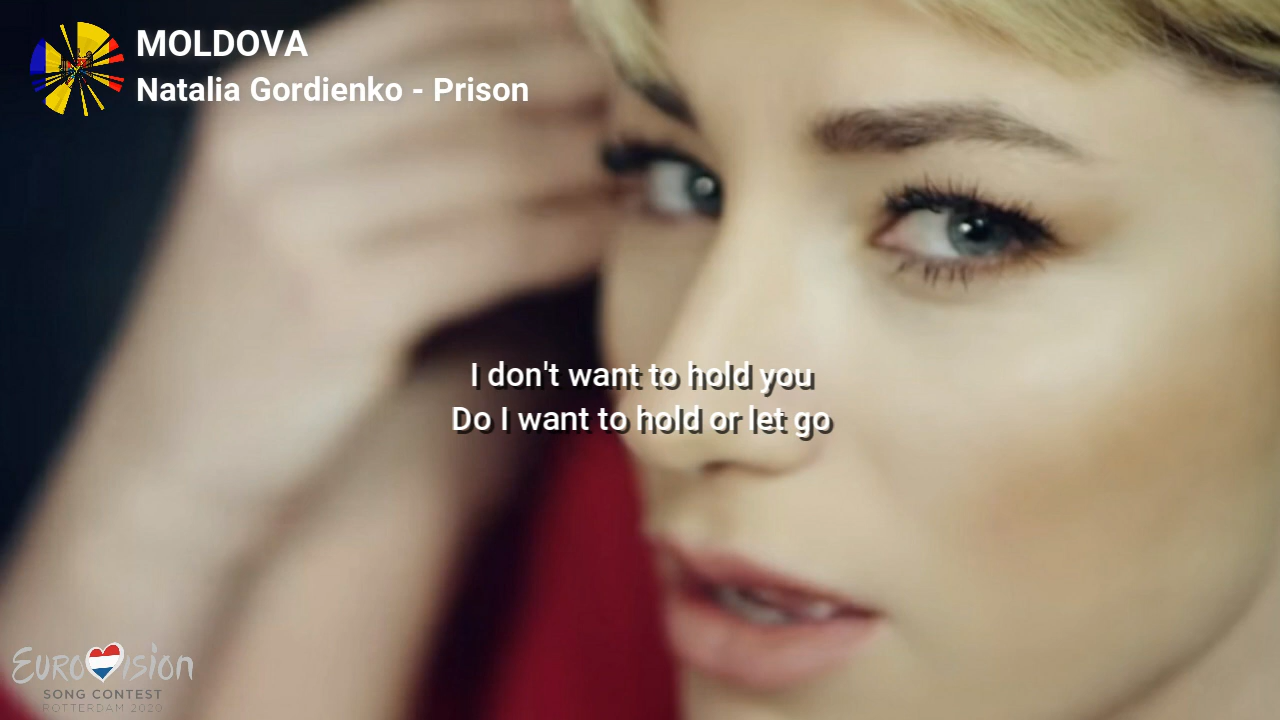 MOLDOVA
Natalia Gordienko - Prison
I don't want to hold you
Do I want to hold or let go
EUROVISION
SONG CONTEST
ROTTERDAM 2020